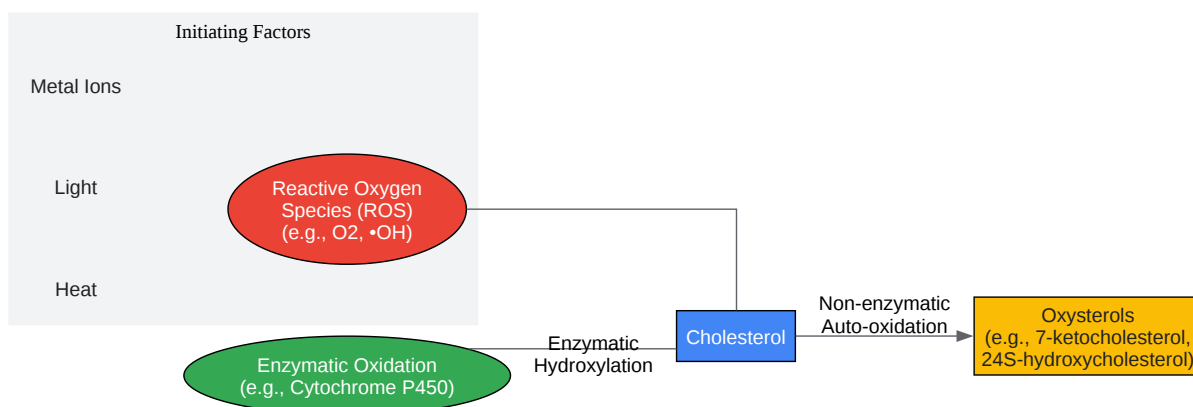 Initiating Factors
Metal Ions
Light
Reactive Oxygen
Species (ROS)
(e.g., O2, •OH)
Heat
Enzymatic Oxidation
(e.g., Cytochrome P450)
Enzymatic
Hydroxylation
Cholesterol
Non-enzymatic
Auto-oxidation
Oxysterols
(e.g., 7-ketocholesterol,
24S-hydroxycholesterol)